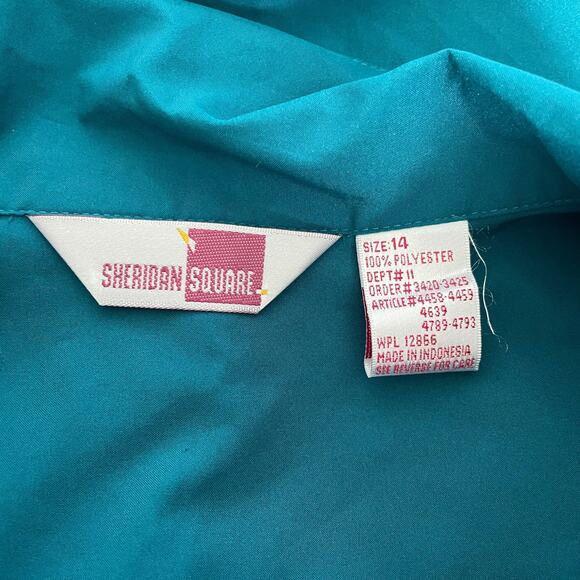 SHERIDAN SQUARE
SIZE: 14
100% POLYESTER
DEPT# 11
ORDER#3420-3425
ARTICLE#4458-4459
4639
4789-4793
WPL 12866
MADE IN INDONESIA
SEE REVERSE FOR CARE